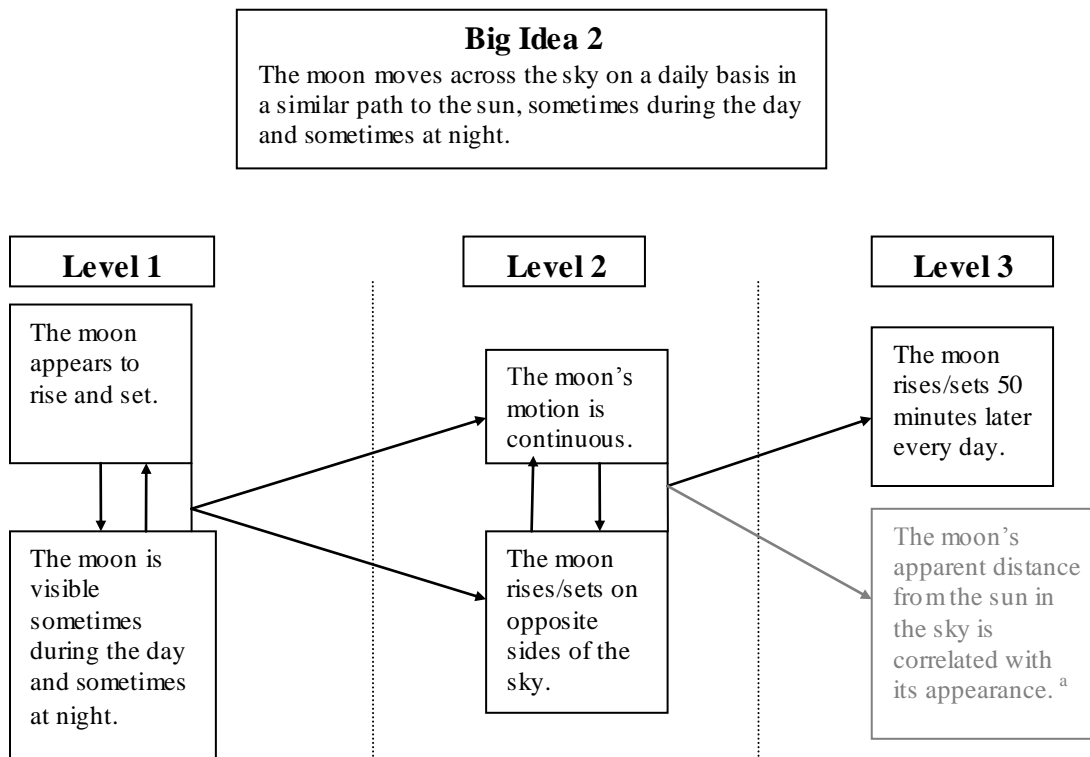 Big Idea 2
The moon moves across the sky on a daily basis in
a similar path to the sun, sometimes during the day
and sometimes at night.
Level 1
Level 2
Level 3
The moon
appears to
rise and set.
The moon is
visible
sometimes
during the day
and sometimes
at night.
The moon’s
motion is
continuous.
The moon
rises/sets on
opposite
sides of the
sky.
The moon
rises/sets 50
minutes later
every day.
The moon’s
apparent distance
from the sun in
the sky is
correlated with
its appearance. a